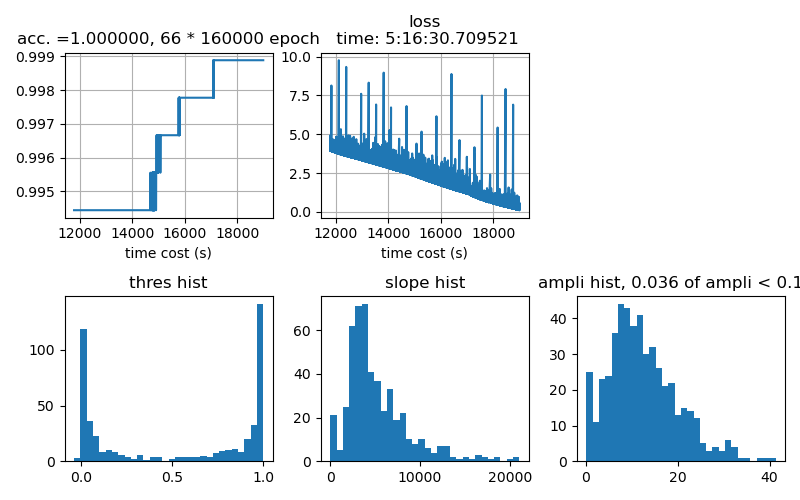 loss
acc. =1.000000, 66 * 160000 epoch
time: 5:16:30.709521
0.999
0.998
0.997
0.996
0.995
12000 14000 16000 18000
time cost (s)
10.0
7.5
5.0
2.5
0.0
12000 14000 16000 18000
time cost (s)
thres hist
100
50
0
0.0 0.5 1.0
slope hist
60
40
20
0
0 10000 20000
ampli hist, 0.036 of ampli < 0.1
40
30
20
10
0
0 20 40